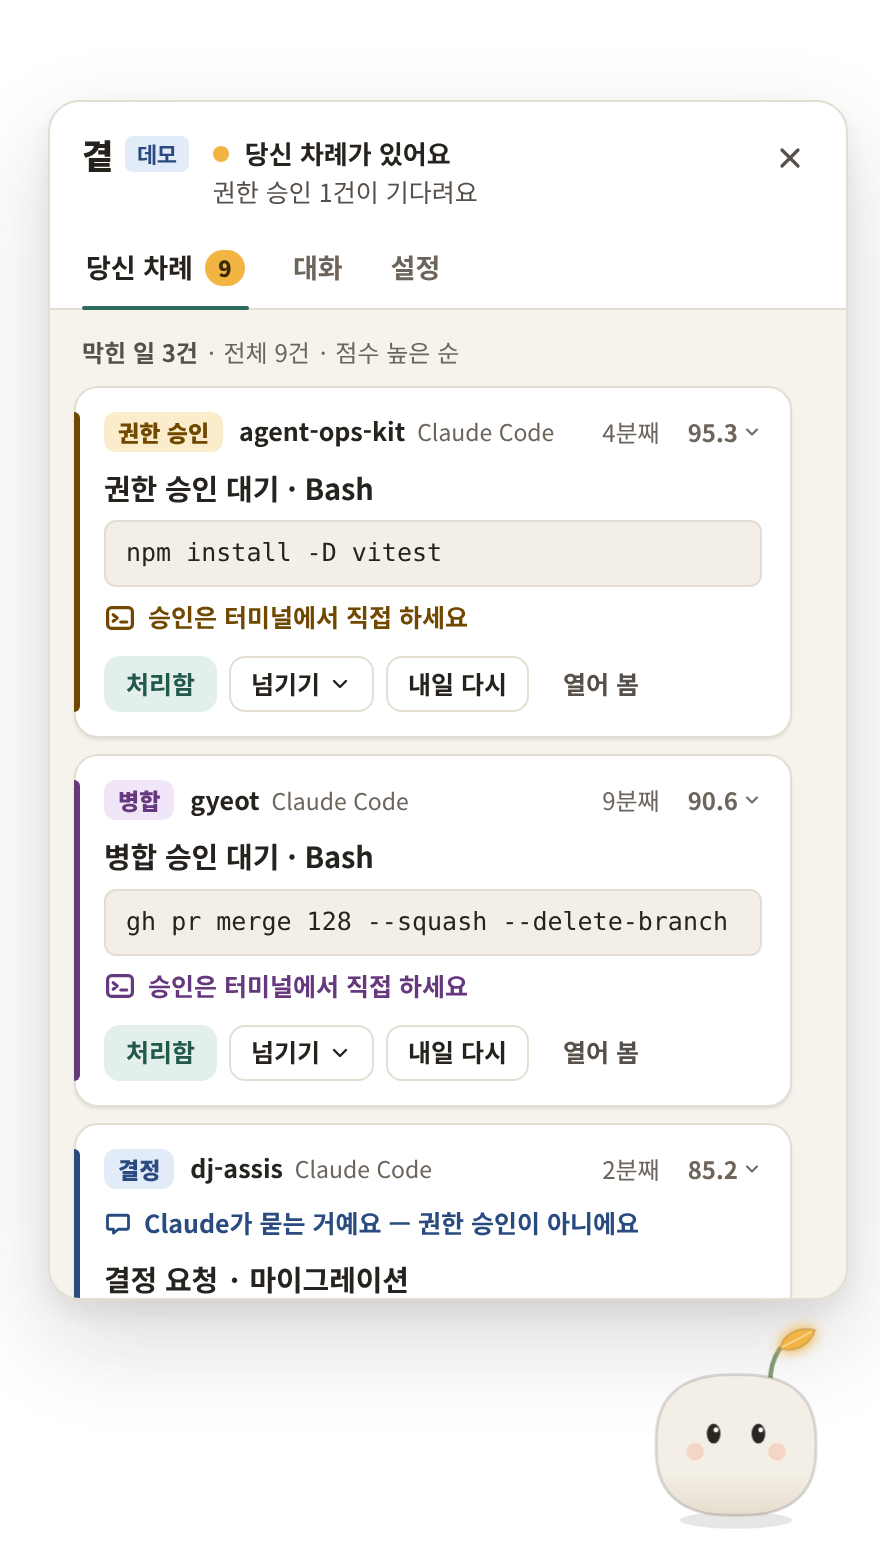 곁 데모 당신 차례가 있어요
권한 승인 1건이 기다려요
당신 차례 9 대화 설정
막힌 일 3건 · 전체 9건 · 점수 높은 순
권한 승인 agent-ops-kit Claude Code 4분째 95.3
권한 승인 대기 · Bash
npm install -D vitest
승인은 터미널에서 직접 하세요
처리함 넘기기 내일 다시 열어 봄
병합 gyeot Claude Code 9분째 90.6
병합 승인 대기 · Bash
gh pr merge 128 --squash --delete-branch
승인은 터미널에서 직접 하세요
처리함 넘기기 내일 다시 열어 봄
결정 dj-assis Claude Code 2분째 85.2
Claude가 묻는 거예요 — 권한 승인이 아니에요
결정 요청 · 마이그레이션